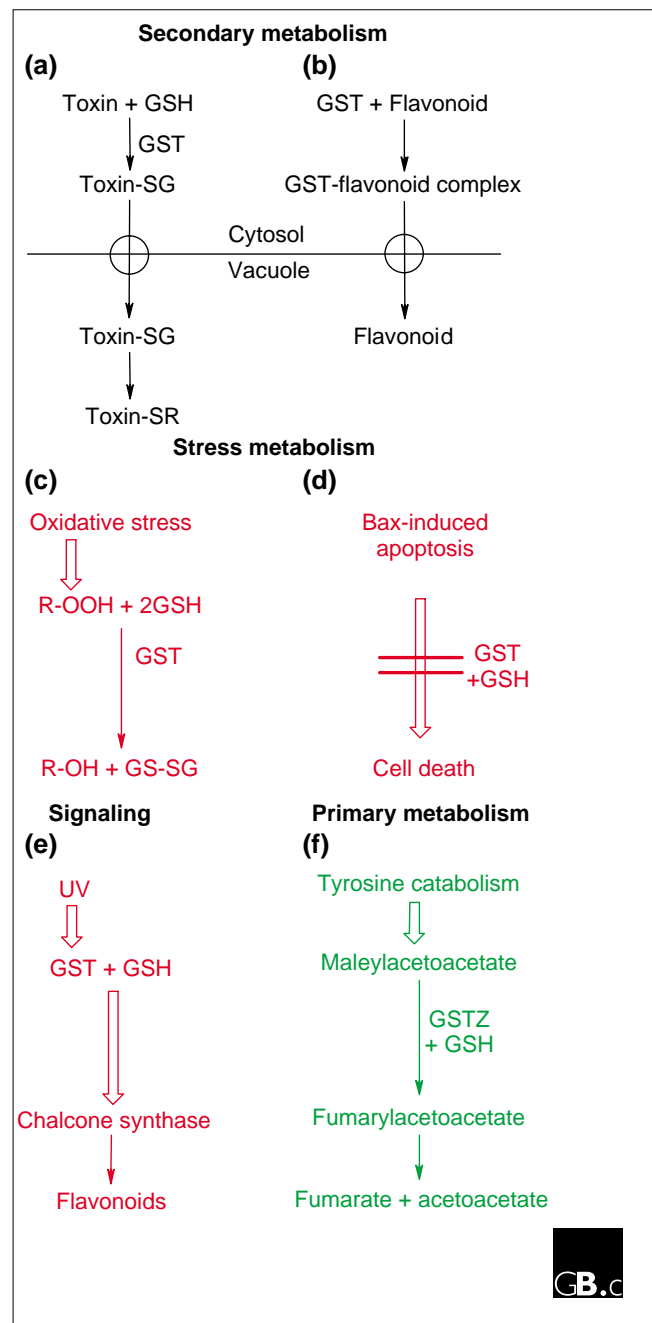 Secondary metabolism
(a)
Toxin + GSH
GST
Toxin-SG
(b)
GST + Flavonoid
GST-flavonoid complex
Cytosol
Vacuole
Toxin-SG
Toxin-SR
Flavonoid
Stress metabolism
(c)
Oxidative stress
R-OOH + 2GSH
GST
R-OH + GS-SG
(d)
Bax-induced
apoptosis
GST
+GSH
Cell death
Signaling
(e)
UV
GST + GSH
Chalcone synthase
Flavonoids
Primary metabolism
(f)
Tyrosine catabolism
Maleylacetoacetate
GSTZ
+ GSH
Fumarylacetoacetate
Fumarate + acetoacetate
GB.c